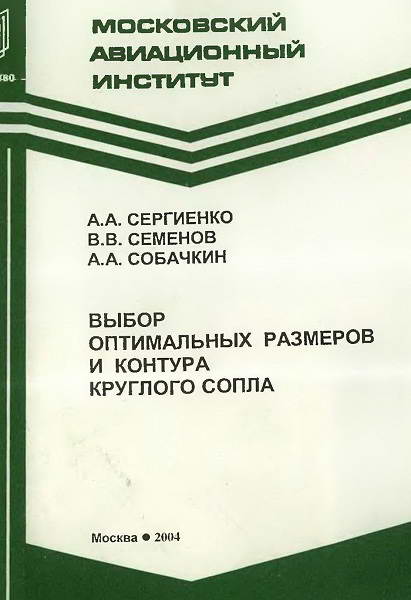 МОСКОВСКИЙ
АВИАЦИОННЫЙ
ИНСТИТУТ
А.А. СЕРГИЕНКО
В.В. СЕМЕНОВ
А.А. СОБАЧКИН
ВЫБОР
ОПТИМАЛЬНЫХ РАЗМЕРОВ
И КОНТУРА
КРУГЛОГО СОПЛА
Москва ● 2004